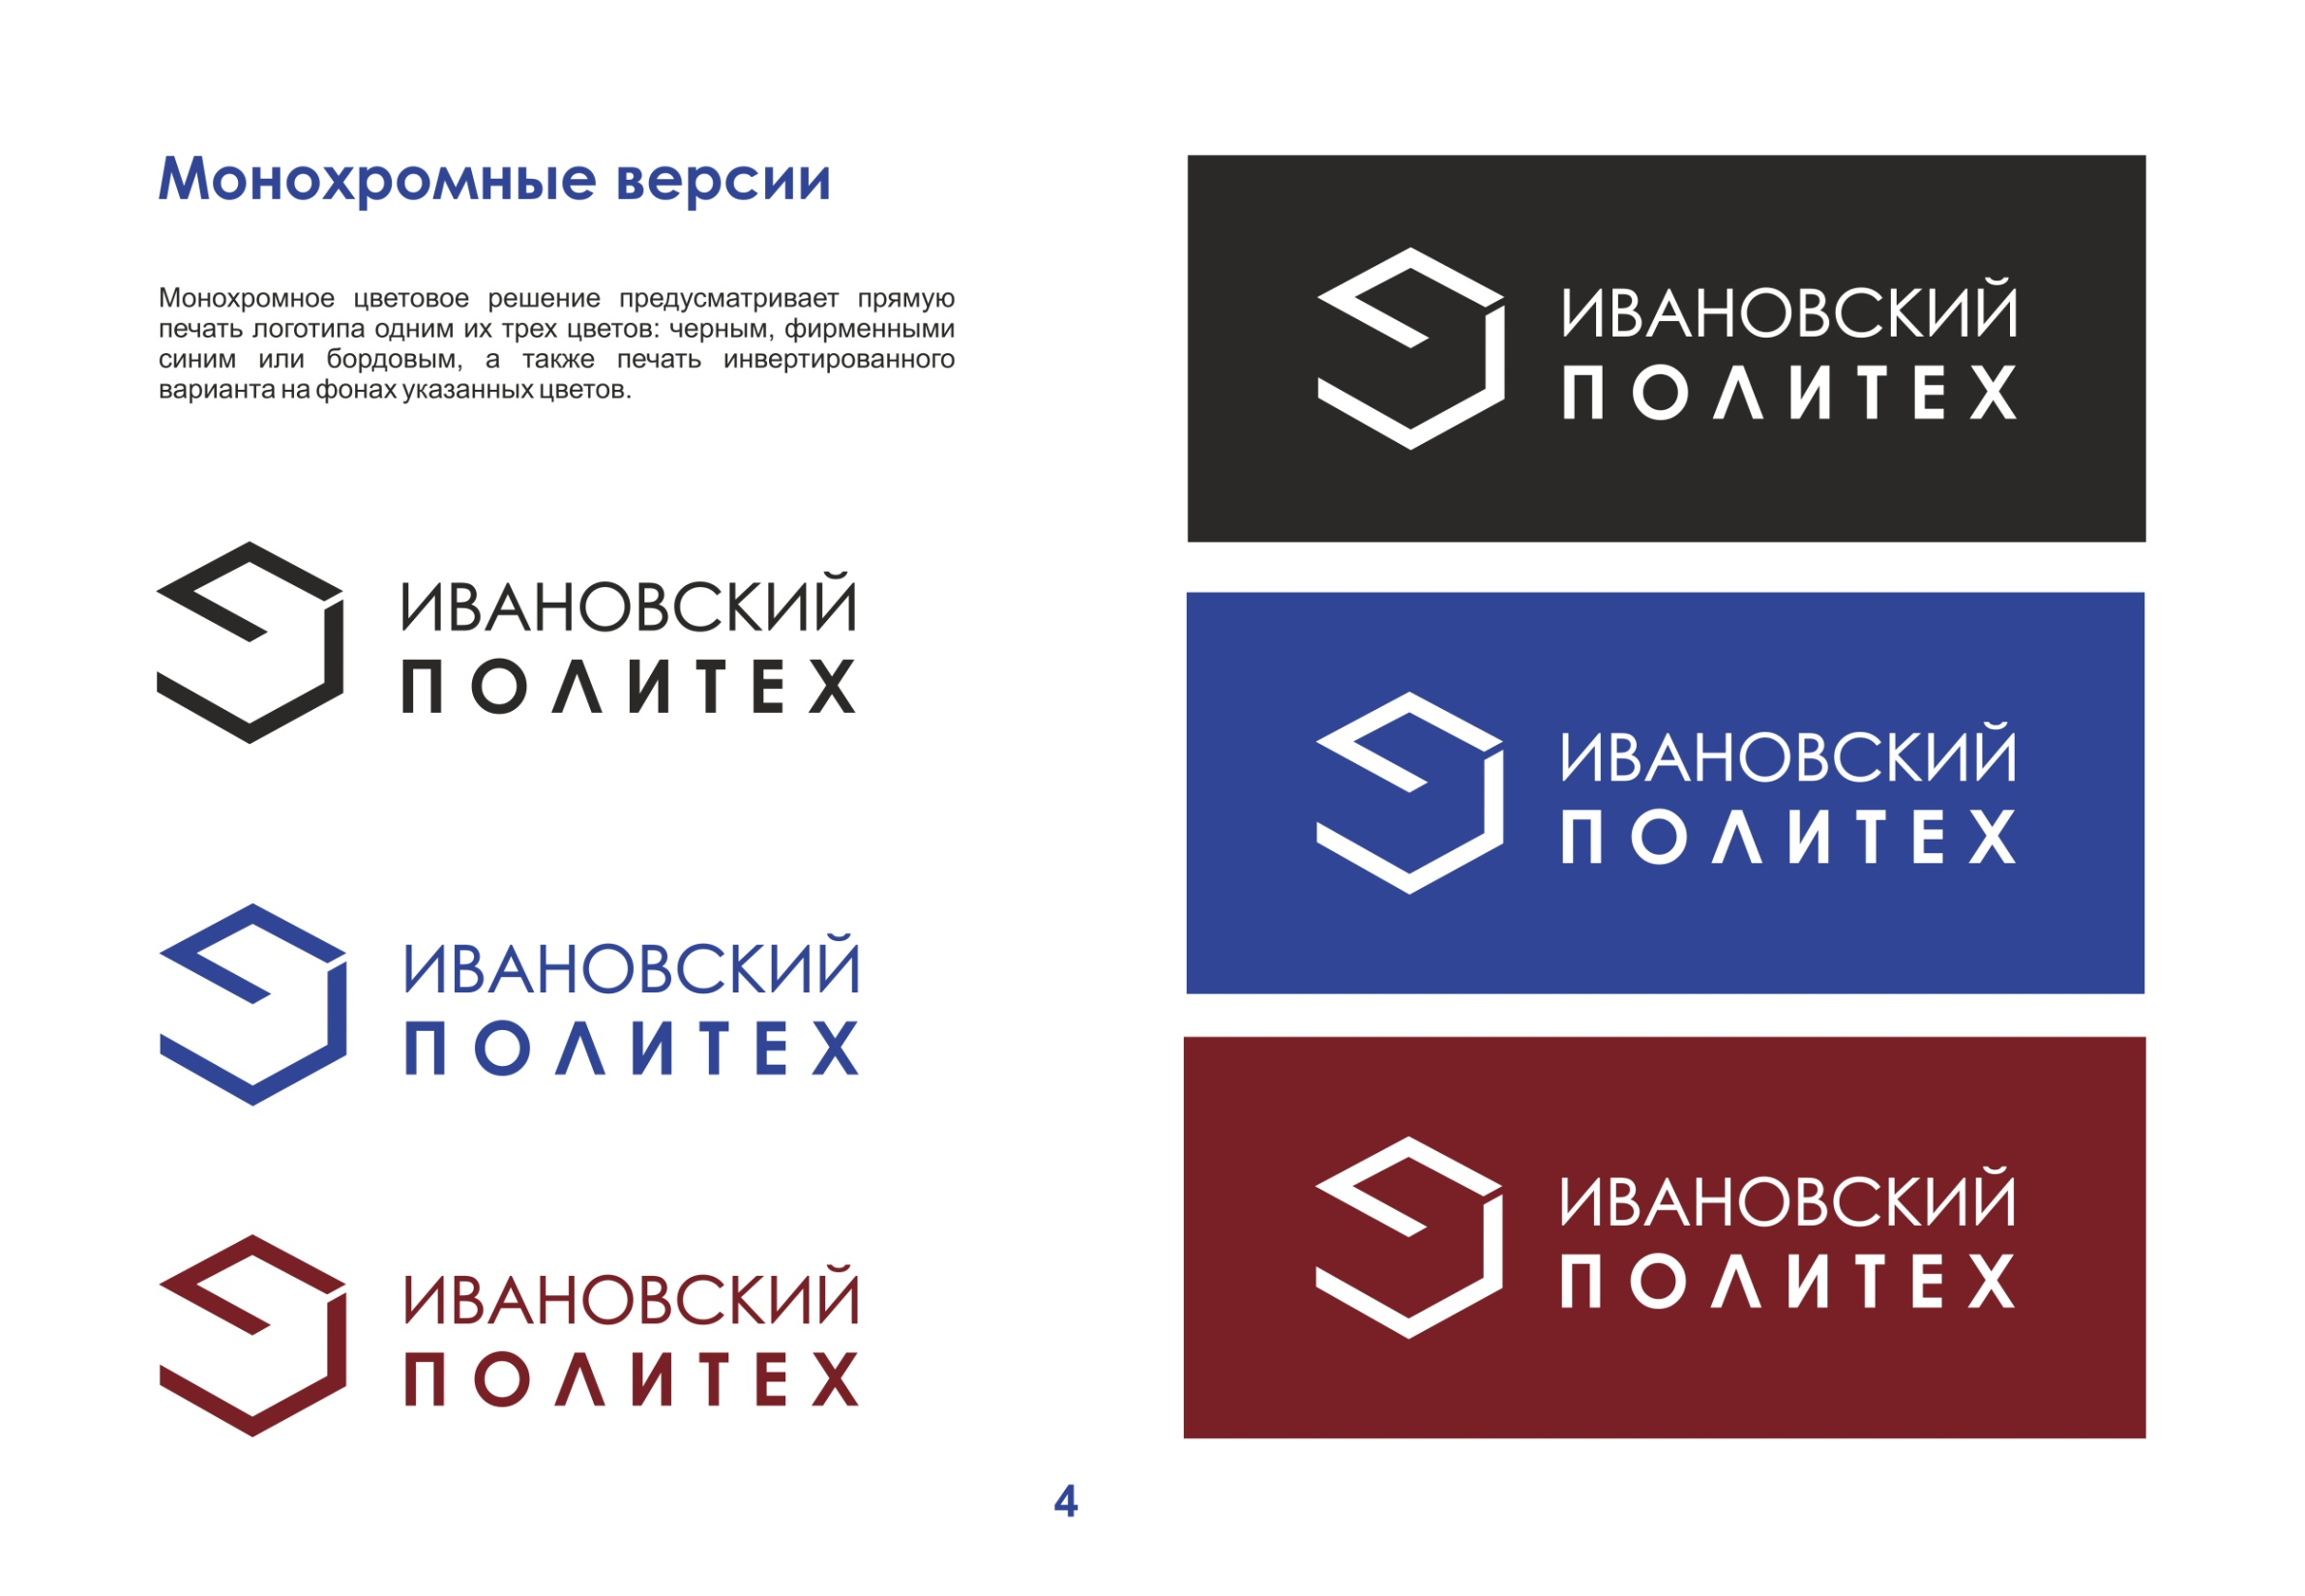 Монохромные версии
Монохромное цветовое решение предусматривает прямую
печать логотипа одним их трех цветов: черным, фирменными
синим или бордовым, а также печать инвертированного
варианта на фонах указанных цветов.
ИВАНОВСКИЙ
ПОЛИТЕХ
ИВАНОВСКИЙ
ПОЛИТЕХ
ИВАНОВСКИЙ
ПОЛИТЕХ
ИВАНОВСКИЙ
ПОЛИТЕХ
ИВАНОВСКИЙ
ПОЛИТЕХ
ИВАНОВСКИЙ
ПОЛИТЕХ
4